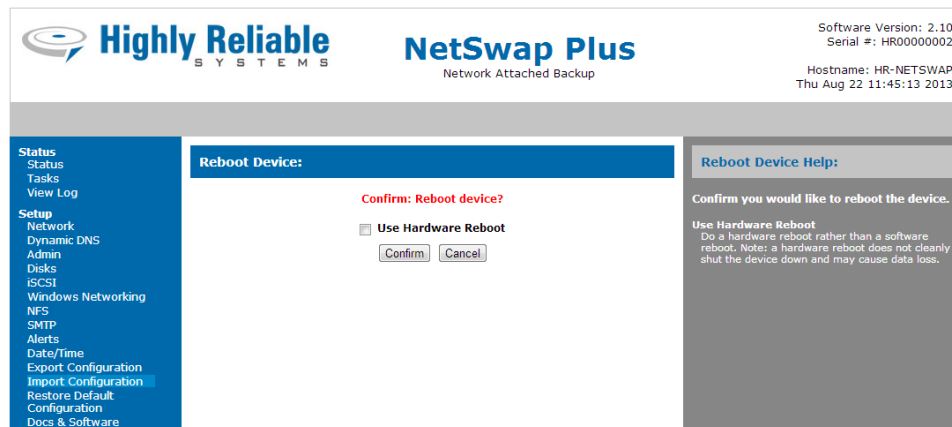 Highly Reliable
SYSTEMS
NetSwap Plus
Network Attached Backup
Software Version: 2.10
Serial #: HR00000002
Hostname: HR-NETSWAP
Thu Aug 22 11:45:13 2013
Status
Status
Tasks
View Log
Setup
Network
Dynamic DNS
Admin
Disks
iSCSI
Windows Networking
NFS
SMTP
Alerts
Date/Time
Export Configuration
Import Configuration
Restore Default
Configuration
Docs & Software
Reboot Device:
Confirm: Reboot device?
Use Hardware Reboot
Confirm Cancel
Reboot Device Help:
Confirm you would like to reboot the device.
Use Hardware Reboot
Do a hardware reboot rather than a software
reboot. Note: a hardware reboot does not cleanly
shut the device down and may cause data loss.